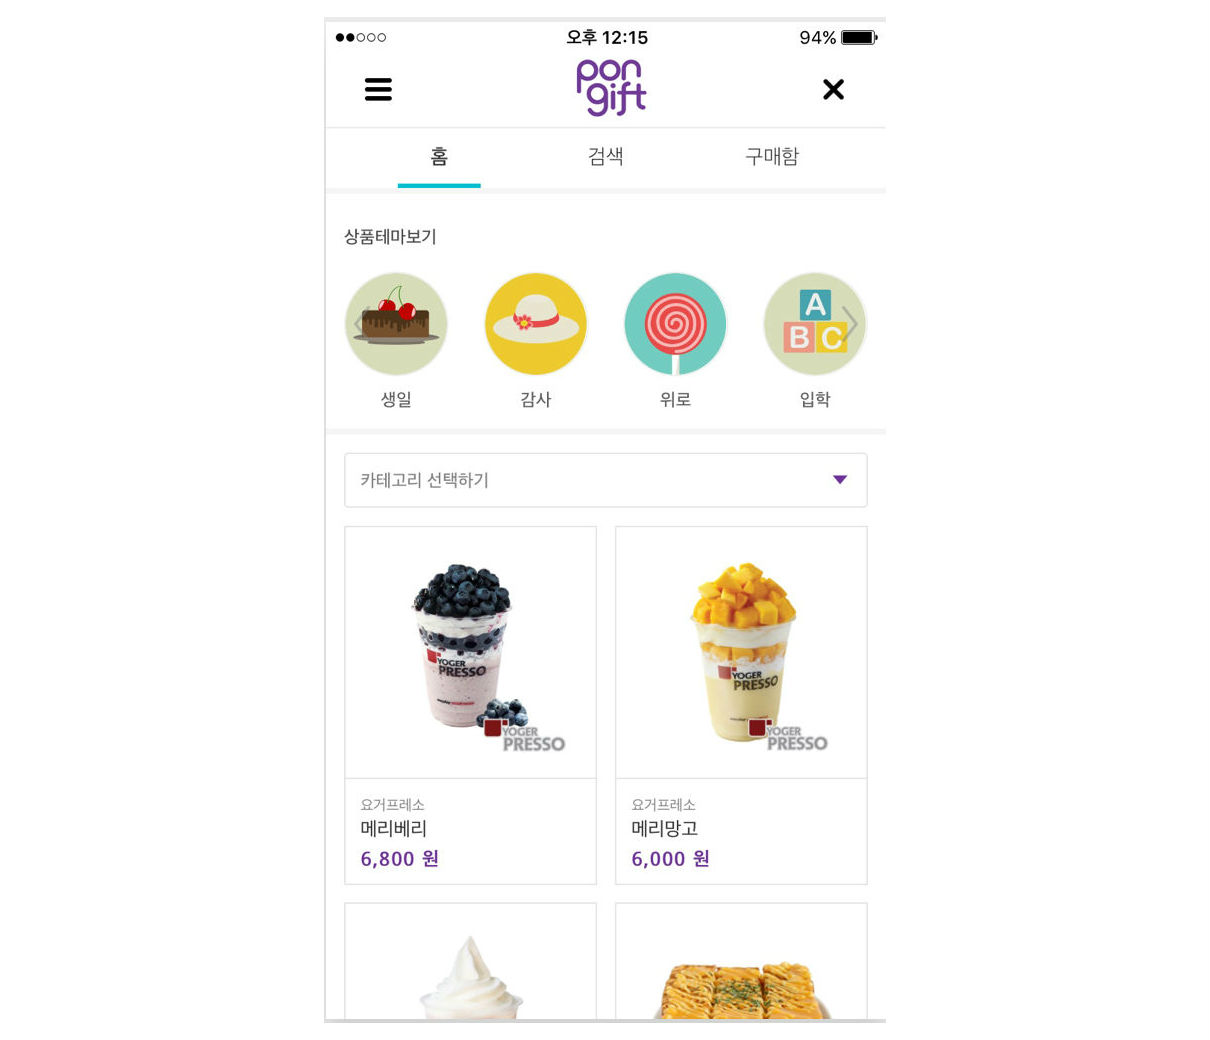 오후 12:15
94%
pon
gift
홈
검색
구매함
상품테마보기
A
B C
생일
감사
위로
입학
카테고리 선택하기
YOGER
PRESSO
YOGER
PRESSO
YOGER
PRESSO
YOGER
PRESSO
요거프레소
메리베리
6,800 원
요거프레소
메리망고
6,000 원